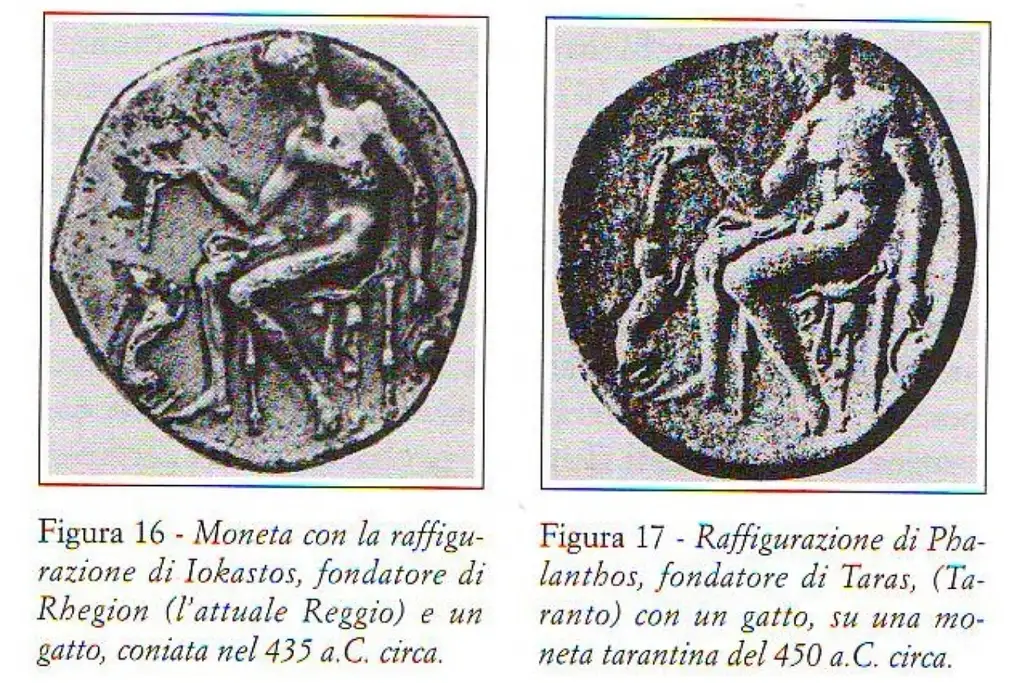 Figura 16 - Moneta con la raffigu-
razione di Iokastos, fondatore di
Rhegion (l'attuale Reggio) e un
gatto, coniata nel 435 a.C. circa.
Figura 17 - Raffigurazione di Pha-
lanthos, fondatore di Taras, (Ta-
ranto) con un gatto, su una mo-
neta tarantina del 450 a.C. circa.